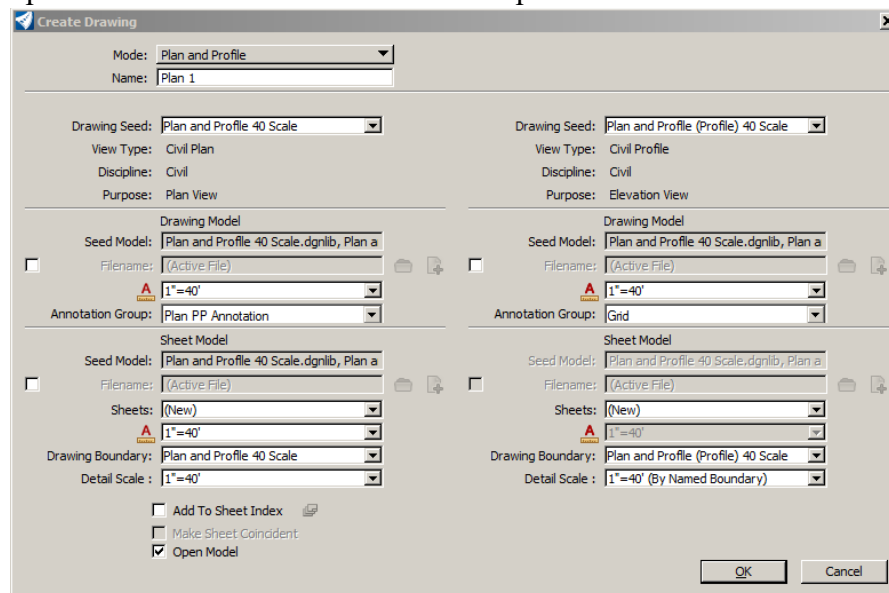 Create Drawing
Mode: Plan and Profile
Name: Plan 1
Drawing Seed: Plan and Profile 40 Scale
View Type: Civil Plan
Discipline: Civil
Purpose: Plan View
Drawing Model
Seed Model: Plan and Profile 40 Scale.dgnlib, Plan a
Filename: (Active File)
A 1"=40'
Annotation Group: Plan PP Annotation
Sheet Model
Seed Model: Plan and Profile 40 Scale.dgnlib, Plan a
Filename: (Active File)
Sheets: (New)
A 1"=40'
Drawing Boundary: Plan and Profile 40 Scale
Detail Scale : 1"=40'
Add To Sheet Index
Make Sheet Coincident
Open Model
Drawing Seed: Plan and Profile (Profile) 40 Scale
View Type: Civil Profile
Discipline: Civil
Purpose: Elevation View
Drawing Model
Seed Model: Plan and Profile 40 Scale.dgnlib, Plan a
Filename: (Active File)
A 1"=40'
Annotation Group: Grid
Sheet Model
Seed Model: Plan and Profile 40 Scale.dgnlib, Plan a
Filename: (Active File)
Sheets: (New)
A 1"=40'
Drawing Boundary: Plan and Profile (Profile) 40 Scale
Detail Scale : 1"=40' (By Named Boundary)
OK Cancel